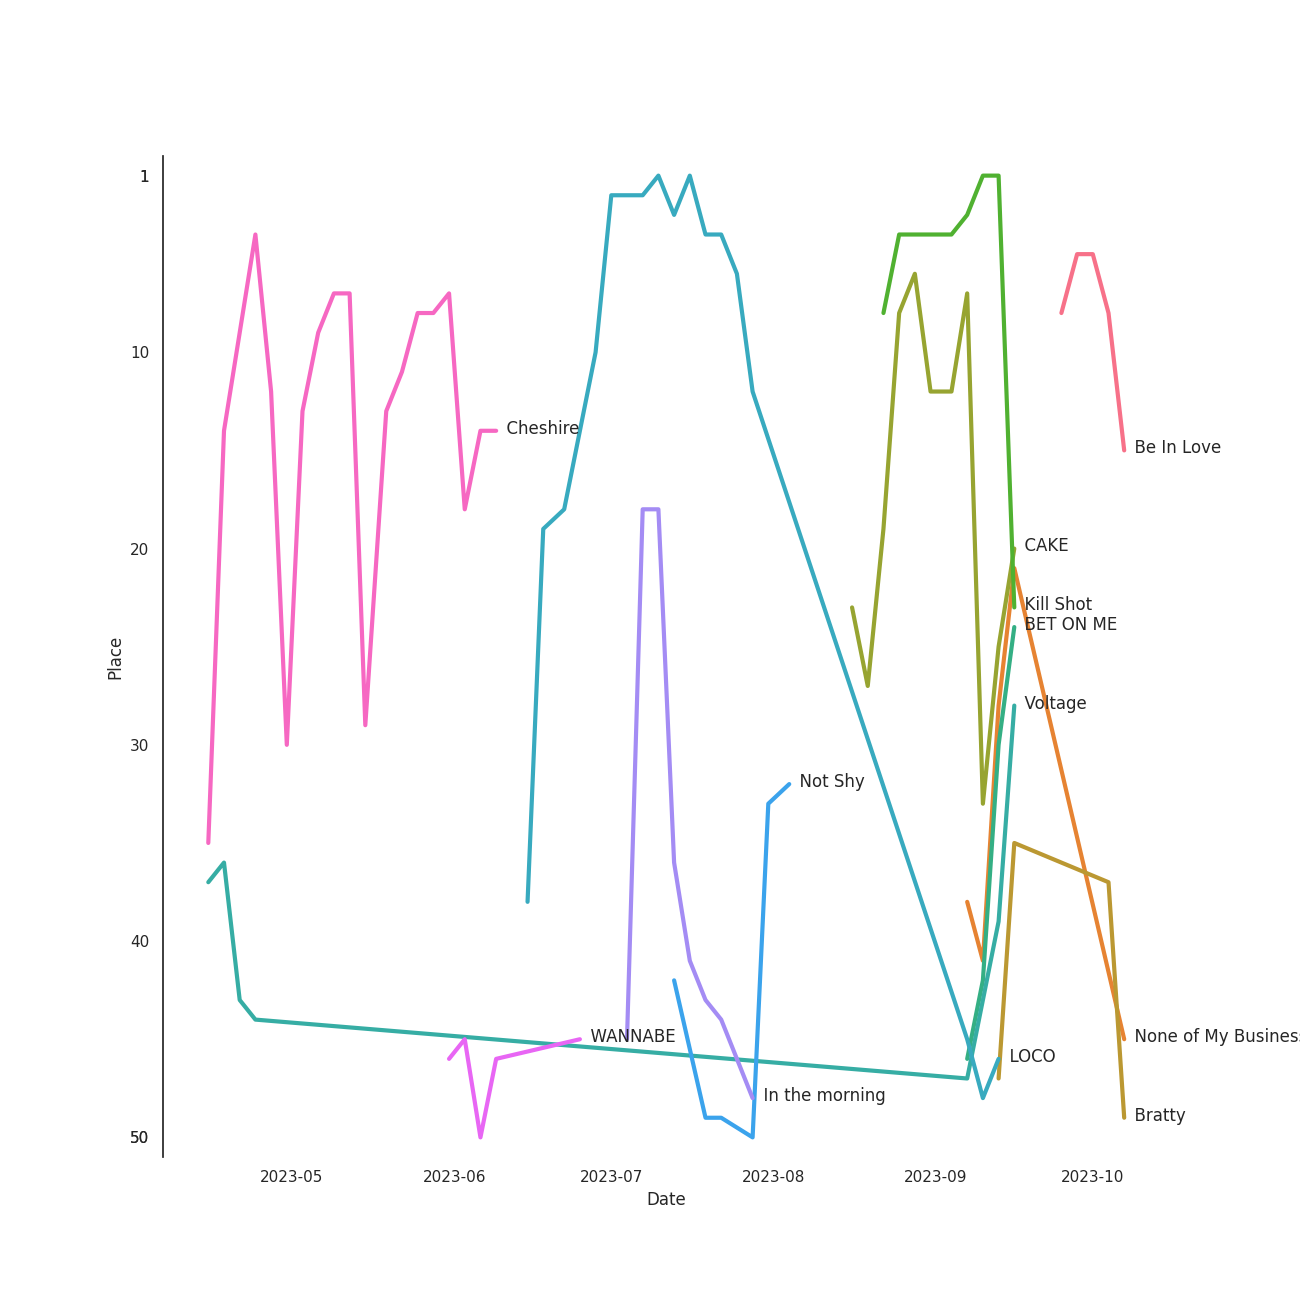 1
10
Cheshire
Be In Love
20
CAKE
Kill Shot
BET ON ME
Place
Voltage
30
Not Shy
40
WANNABE
None of My Busines
LOCO
In the morning
Bratty
50
2023-05
2023-06
2023-07
2023-08
2023-09
2023-10
Date